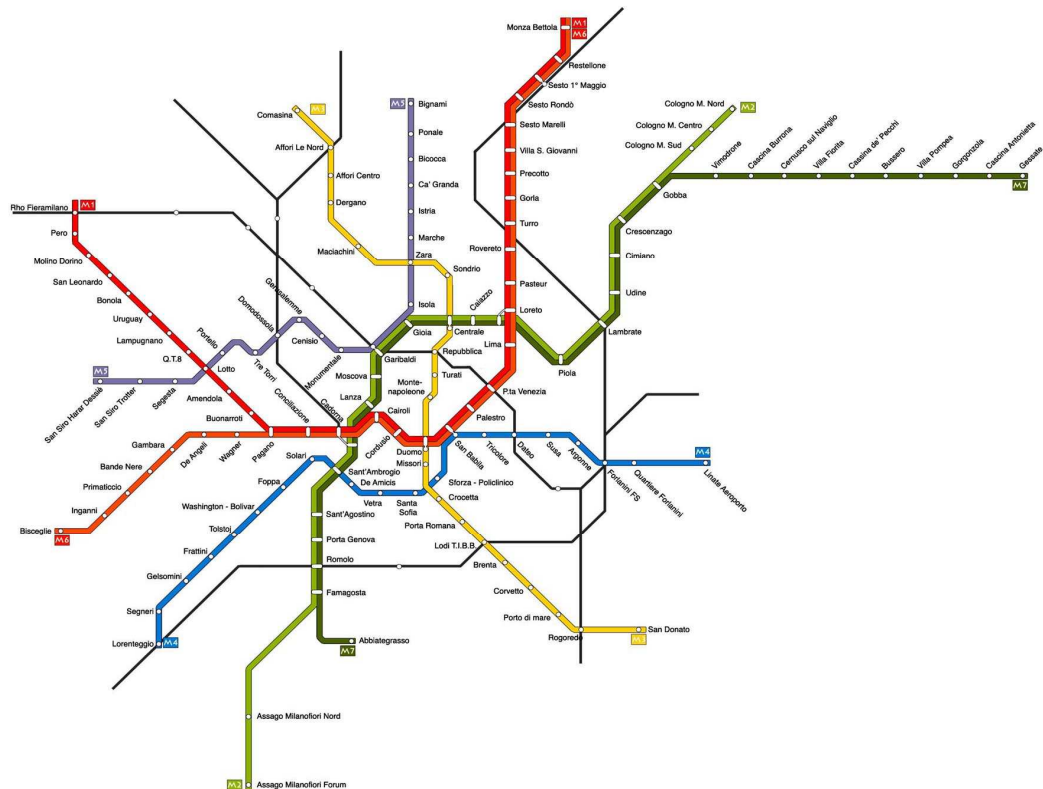 Monza Bettola
M1
M6
Restellone
Sesto 1° Maggio
Sesto Rondò
Sesto Marelli
Villa S. Giovanni
Precotto
Gorla
Turro
Rovereto
Pasteur
Loreto
Lima
P.ta Venezia
Palestro
San Babila
Duomo
Cordusio
Cairoli
Cadorna
Conciliazione
Pagano
M1
Rho Fieramilano
Pero
Molino Dorino
San Leonardo
Bonola
Uruguay
Lampugnano
Q.T.8
Lotto
Amendola
Buonarroti
Wagner
De Angeli
Gambara
Bande Nere
Primaticcio
Inganni
Bisceglie
M6
M3
Comasina
Affori Le Nord
Affori Centro
Dergano
Maciachini
Zara
Sondrio
Centrale
Repubblica
Turati
Monte-
napoleone
Missori
Crocetta
Porta Romana
Lodi T.I.B.B.
Brenta
Corvetto
Porto di mare
Rogoredo
San Donato
M3
M5
Bignami
Ponale
Bicocca
Ca' Granda
Istria
Marche
Isola
Garibaldi
Monumentale
Cenisio
Gerusalemme
Domodossola
Tre Torri
Portello
Segesta
San Siro Trotter
San Siro Harar Dessiè
M5
M2
Cologno M. Nord
Cologno M. Centro
Cologno M. Sud
Vimodrone
Cascina Burrona
Cernusco sul Naviglio
Villa Fiorita
Cassina de' Pecchi
Bussero
Villa Pompea
Gorgonzola
Cascina Antonietta
Gessate
M7
Gobba
Crescenzago
Cimiano
Udine
Lambrate
Piola
Caiazzo
Gioia
Moscova
Lanza
Sant'Ambrogio
Sant'Agostino
Porta Genova
Romolo
Famagosta
Abbiategrasso
M7
Assago Milanofiori Nord
M2
Assago Milanofiori Forum
M4
Linate Aeroporto
Quartiere Forlanini
Forlanini FS
Argonne
Susa
Dateo
Tricolore
Sforza - Policlinico
Santa
Sofia
Vetra
De Amicis
Solari
Foppa
Washington - Bolivar
Tolstoj
Frattini
Gelsomini
Segneri
Lorenteggio
M4